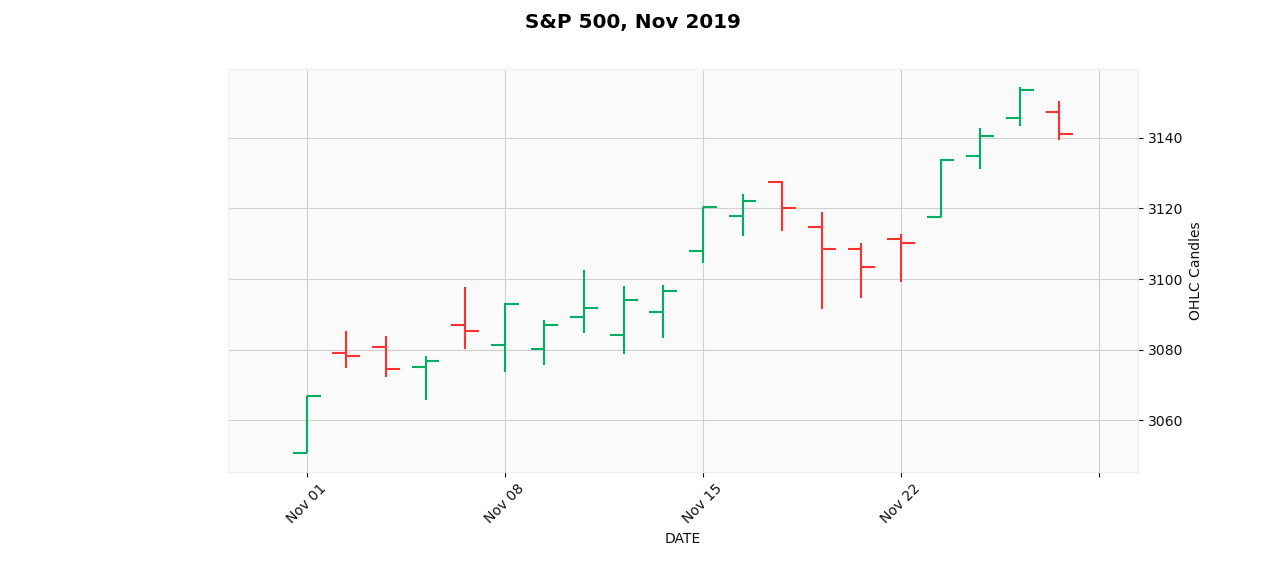 S&P 500, Nov 2019
3140
3120
3100
3080
3060
OHLC Candles
Nov 01
Nov 08
Nov 15
Nov 22
DATE